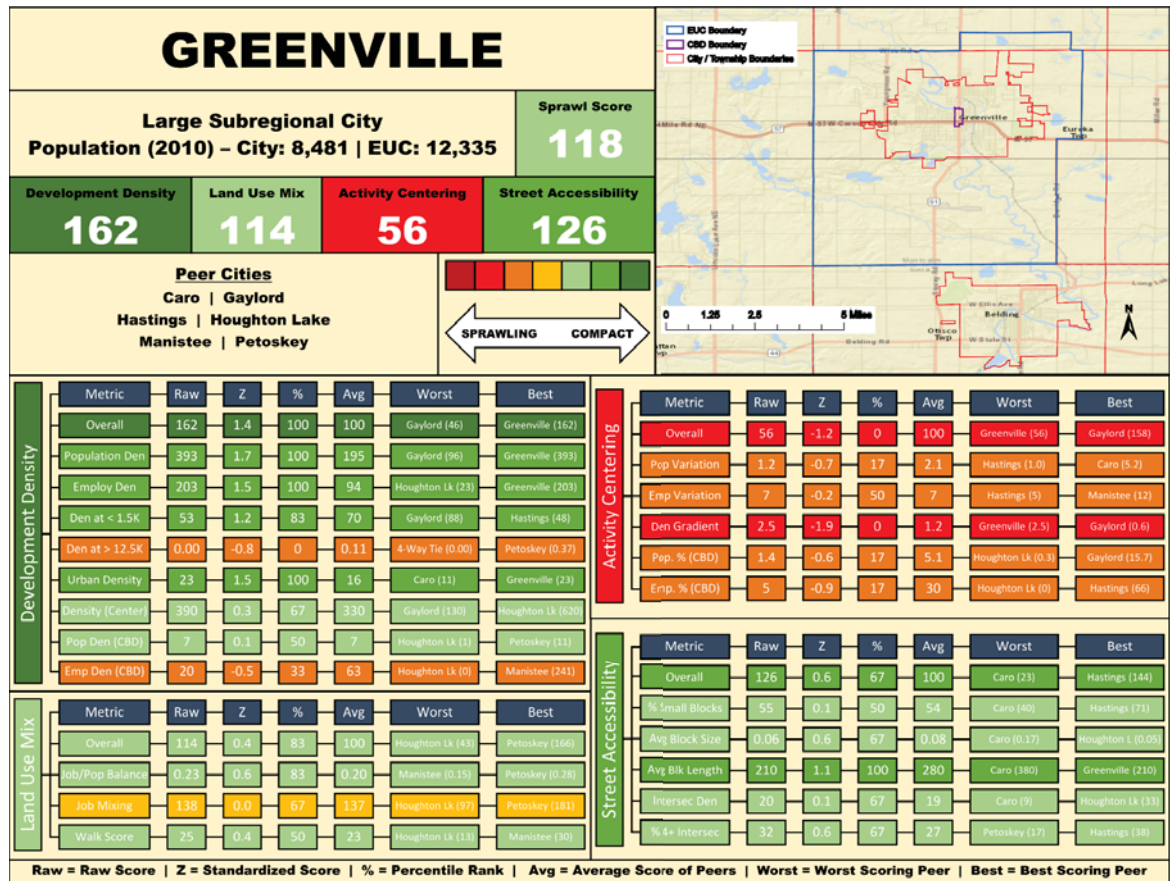 GREENVILLE
Large Subregional City
Population (2010) – City: 8,481 | EUC: 12,335
Sprawl Score
118
Development Density
162
Land Use Mix
114
Activity Centering
56
Street Accessibility
126
Peer Cities
Caro | Gaylord
Hastings | Houghton Lake
Manistee | Petoskey
SPRAWLING COMPACT
EUC Boundary
CBD Boundary
City / Township Boundaries
Greenville
Eureka
Twp
57
91
Belding
Otisco
Twp
W Ellis Ave
W State St
Belding Rd
44
0 1.25 2.5 5 Miles
N
Development Density
Metric Raw Z % Avg Worst Best
Overall 162 1.4 100 100 Gaylord (46) Greenville (162)
Population Den 393 1.7 100 195 Gaylord (96) Greenville (393)
Employ Den 203 1.5 100 94 Houghton Lk (23) Greenville (203)
Den at < 1.5K 53 1.2 83 70 Gaylord (88) Hastings (48)
Den at > 12.5K 0.00 -0.8 0 0.11 4-Way Tie (0.00) Petoskey (0.37)
Urban Density 23 1.5 100 16 Caro (11) Greenville (23)
Density (Center) 390 0.3 67 330 Gaylord (130) Houghton Lk (620)
Pop Den (CBD) 7 0.1 50 7 Houghton Lk (1) Petoskey (11)
Emp Den (CBD) 20 -0.5 33 63 Houghton Lk (0) Manistee (241)
Land Use Mix
Metric Raw Z % Avg Worst Best
Overall 114 0.4 83 100 Houghton Lk (43) Petoskey (166)
Job/Pop Balance 0.23 0.6 83 0.20 Manistee (0.15) Petoskey (0.28)
Job Mixing 138 0.0 67 137 Houghton Lk (97) Petoskey (181)
Walk Score 25 0.4 50 23 Houghton Lk (13) Manistee (30)
Activity Centering
Metric Raw Z % Avg Worst Best
Overall 56 -1.2 0 100 Greenville (56) Gaylord (158)
Pop Variation 1.2 -0.7 17 2.1 Hastings (1.0) Caro (5.2)
Emp Variation 7 -0.2 50 7 Hastings (5) Manistee (12)
Den Gradient 2.5 -1.9 0 1.2 Greenville (2.5) Gaylord (0.6)
Pop. % (CBD) 1.4 -0.6 17 5.1 Houghton Lk (0.3) Gaylord (15.7)
Emp. % (CBD) 5 -0.9 17 30 Houghton Lk (0) Hastings (66)
Street Accessibility
Metric Raw Z % Avg Worst Best
Overall 126 0.6 67 100 Caro (23) Hastings (144)
% Small Blocks 55 0.1 50 54 Caro (40) Hastings (71)
Avg Block Size 0.06 0.6 67 0.08 Caro (0.17) Houghton L (0.05)
Avg Blk Length 210 1.1 100 280 Caro (380) Greenville (210)
Intersec Den 20 0.1 67 19 Caro (9) Houghton Lk (33)
% 4+ Intersec 32 0.6 67 27 Petoskey (17) Hastings (38)
Raw = Raw Score | Z = Standardized Score | % = Percentile Rank | Avg = Average Score of Peers | Worst = Worst Scoring Peer | Best = Best Scoring Peer